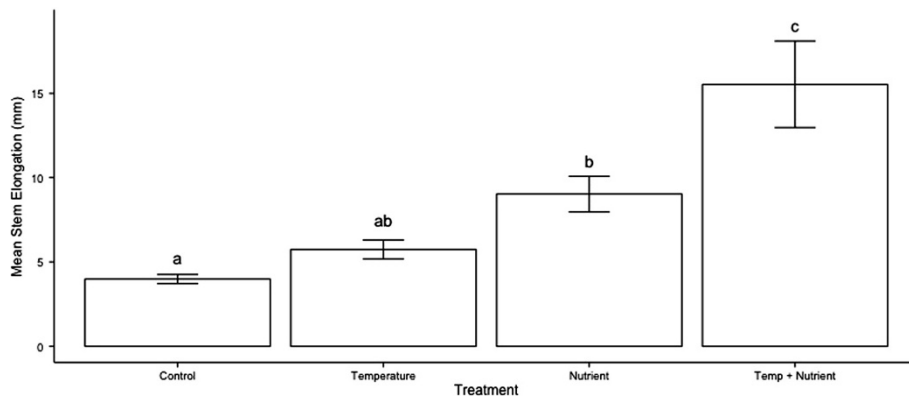 c
15
b
10
ab
a
5
0
Mean Stem Elongation (mm)
Control Temperature Nutrient Temp + Nutrient
Treatment